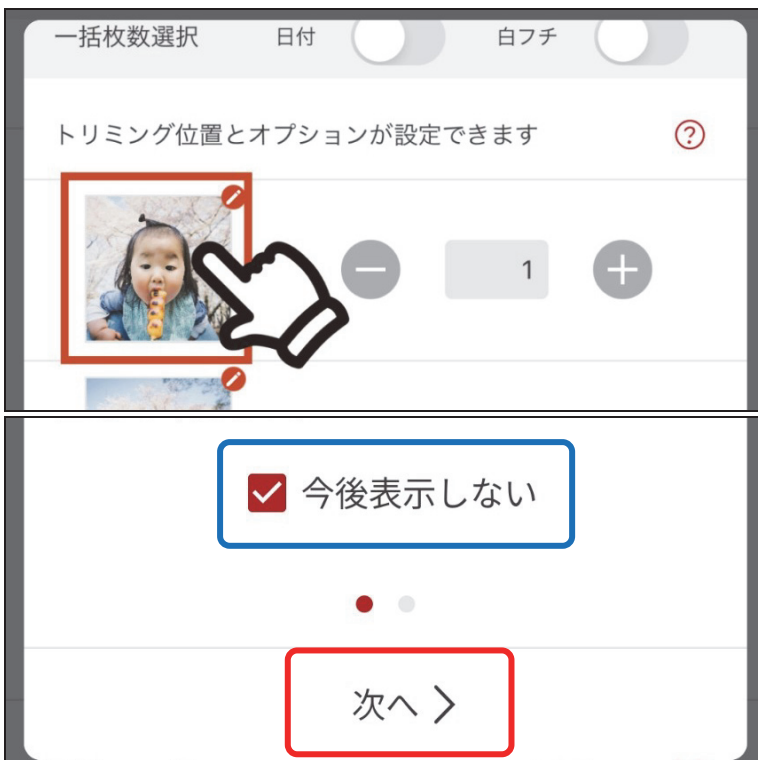 一括枚数選択 日付 白フチ
トリミング位置とオプションが設定できます ?
1
今後表示しない
次へ